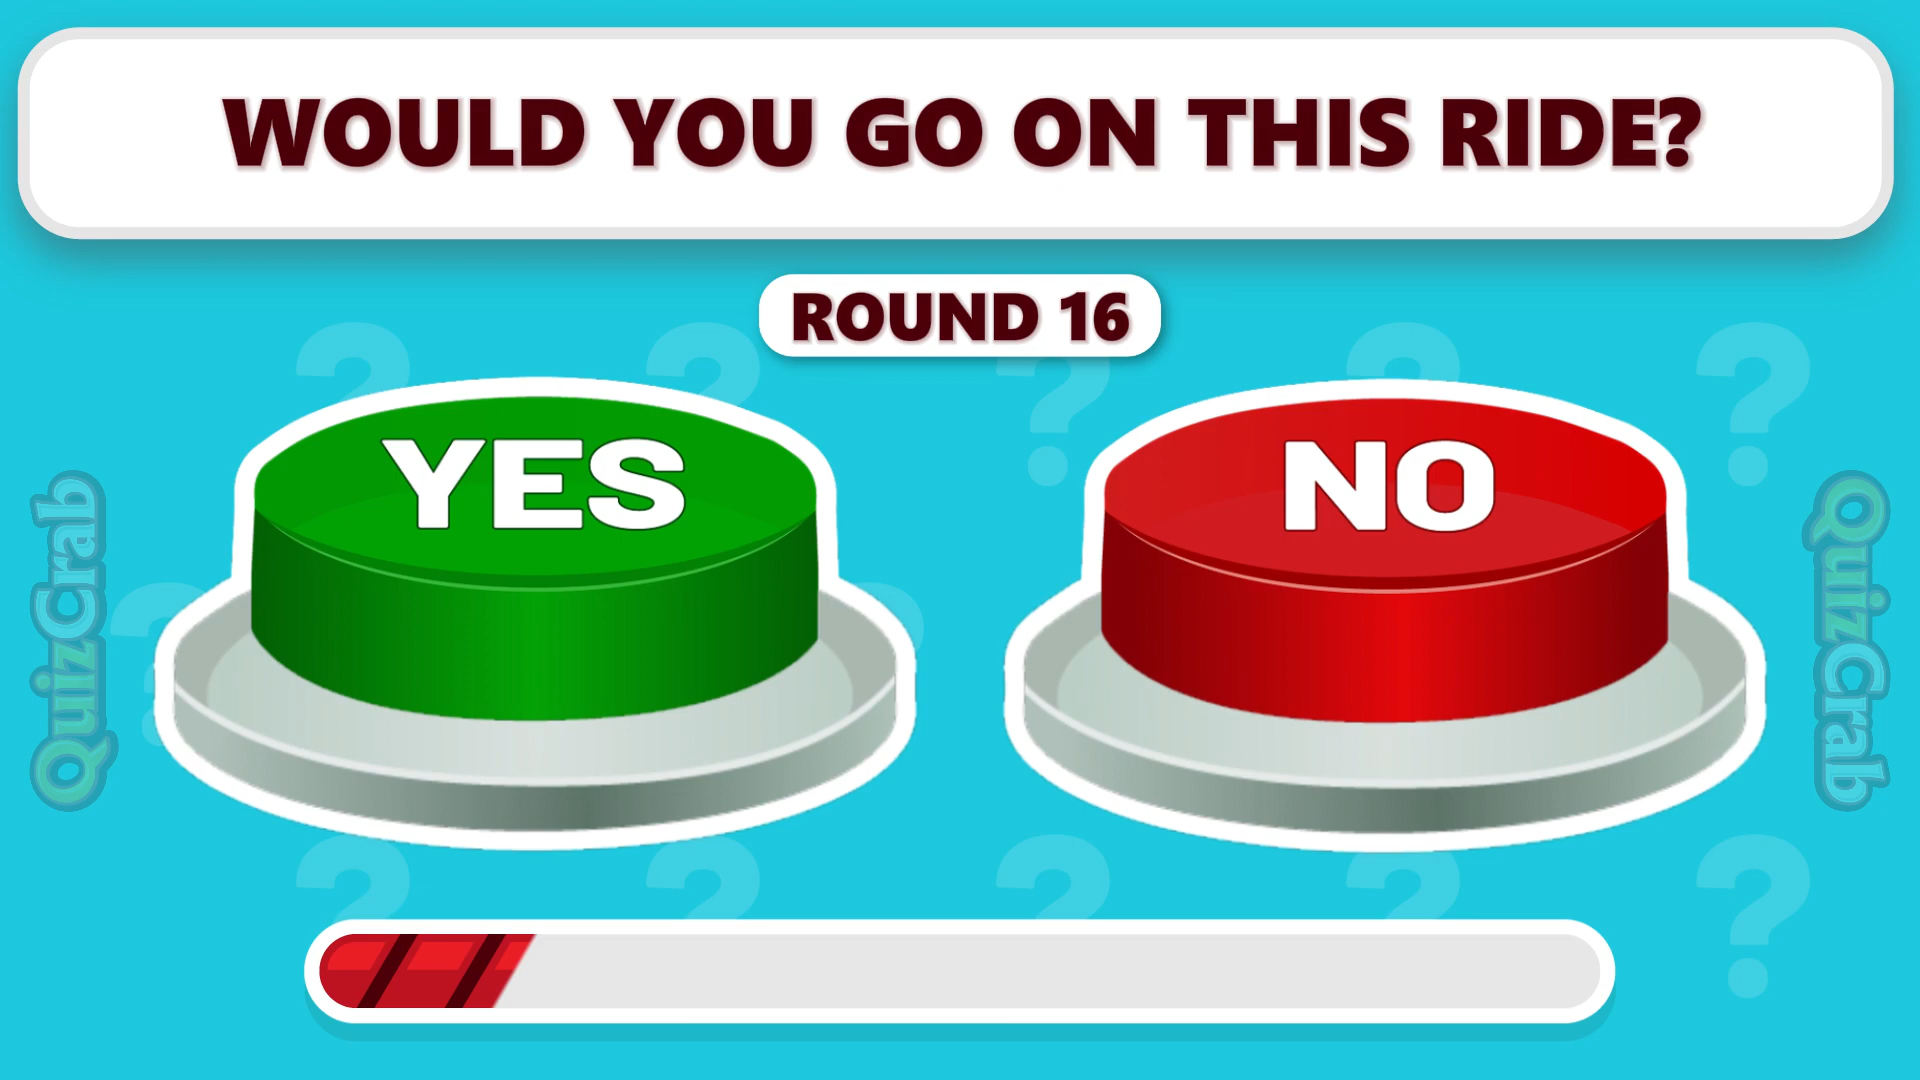 WOULD YOU GO ON THIS RIDE?
ROUND 16
YES
NO
QuizCrab
QuizCrab